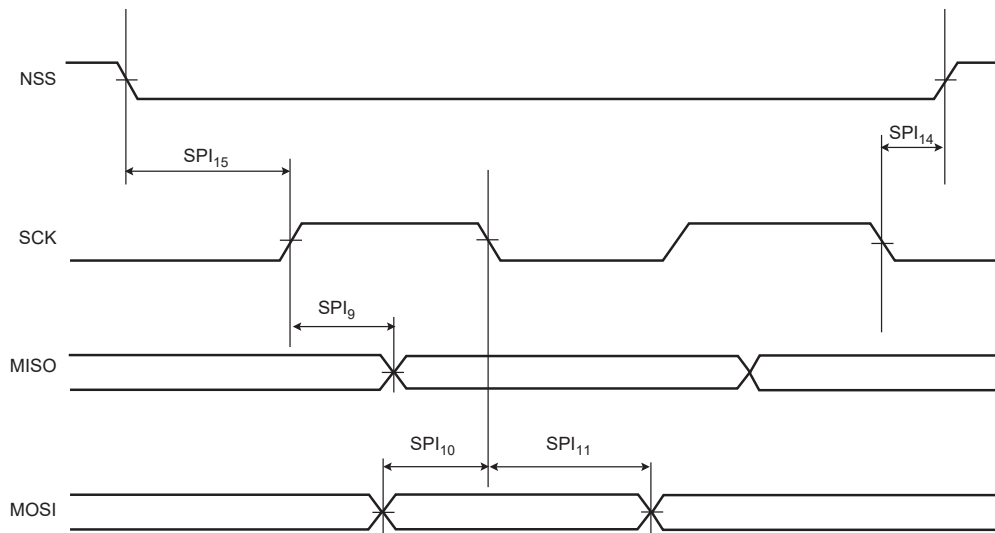 NSS
SPI₁₅
SPI₁₄
SCK
SPI₉
MISO
SPI₁₀
SPI₁₁
MOSI